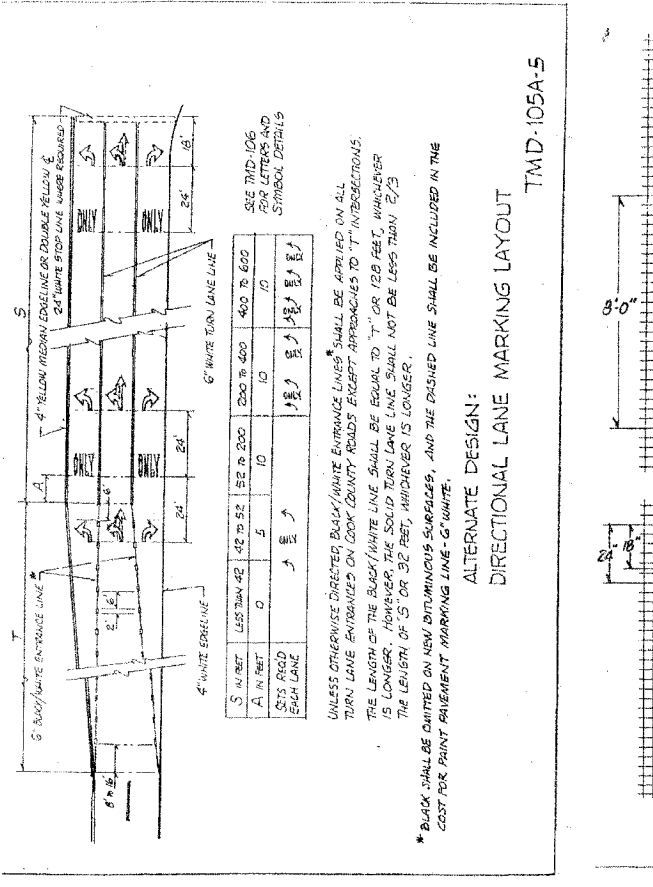 T
S
6" BLACK/WHITE ENTRANCE LINE *
4" YELLOW MEDIAN EDGELINE OR DOUBLE YELLOW &
24" WHITE STOP LINE WHERE REQUIRED
A
8' TO 16'
2'
6'
6'
24'
24'
24'
18'
ONLY
ONLY
ONLY
ONLY
4" WHITE EDGELINE
6" WHITE TURN LANE LINE
S IN FEET LESS THAN 42 42 TO 52 52 TO 200 200 TO 400 400 TO 600
A IN FEET 0 5 10 10 10
SETS REQ'D
EACH LANE
SEE TMD-106
FOR LETTERS AND
SYMBOL DETAILS
UNLESS OTHERWISE DIRECTED, BLACK/WHITE ENTRANCE LINES * SHALL BE APPLIED ON ALL
TURN LANE ENTRANCES ON COOK COUNTY ROADS EXCEPT APPROACHES TO "T" INTERSECTIONS.
THE LENGTH OF THE BLACK/WHITE LINE SHALL BE EQUAL TO "T" OR 128 FEET, WHICHEVER
IS LONGER. HOWEVER, THE SOLID TURN LANE LINE SHALL NOT BE LESS THAN 2/3
THE LENGTH OF "S" OR 32 FEET, WHICHEVER IS LONGER.
* BLACK SHALL BE OMITTED ON NEW BITUMINOUS SURFACES, AND THE DASHED LINE SHALL BE INCLUDED IN THE
COST FOR PAINT PAVEMENT MARKING LINE - 6" WHITE.
ALTERNATE DESIGN:
DIRECTIONAL LANE MARKING LAYOUT
TMD-105A-5
8'-0"
24"
18"